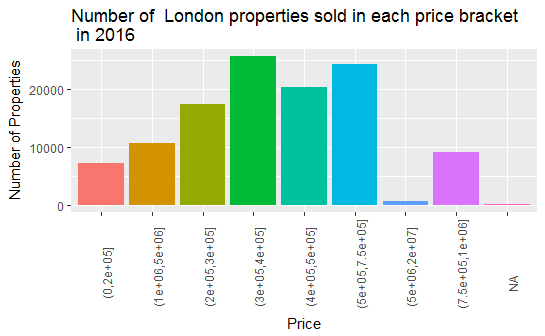 Number of  London properties sold in each price bracket
 in 2016
Number of Properties
20000
10000
0
(0,2e+05]
(1e+06,5e+06]
(2e+05,3e+05]
(3e+05,4e+05]
(4e+05,5e+05]
(5e+05,7.5e+05]
(5e+06,2e+07]
(7.5e+05,1e+06]
NA
Price